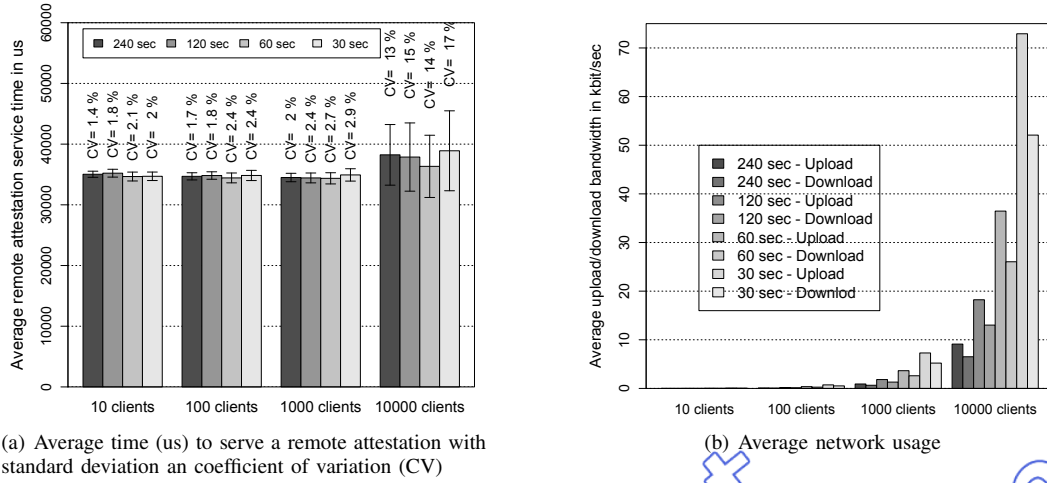 Average remote attestation service time in us
60000
50000
40000
30000
20000
10000
0
240 sec 120 sec 60 sec 30 sec
CV= 1.4 %
CV= 1.8 %
CV= 2.1 %
CV= 2 %
CV= 1.7 %
CV= 1.8 %
CV= 2.4 %
CV= 2.4 %
CV= 2 %
CV= 2.4 %
CV= 2.7 %
CV= 2.9 %
CV= 13 %
CV= 15 %
CV= 14 %
CV= 17 %
10 clients 100 clients 1000 clients 10000 clients
(a) Average time (us) to serve a remote attestation with
standard deviation an coefficient of variation (CV)
Average upload/download bandwidth in kbit/sec
70
60
50
40
30
20
10
0
240 sec - Upload
240 sec - Download
120 sec - Upload
120 sec - Download
60 sec - Upload
60 sec - Download
30 sec - Upload
30 sec - Downlod
10 clients 100 clients 1000 clients 10000 clients
(b) Average network usage